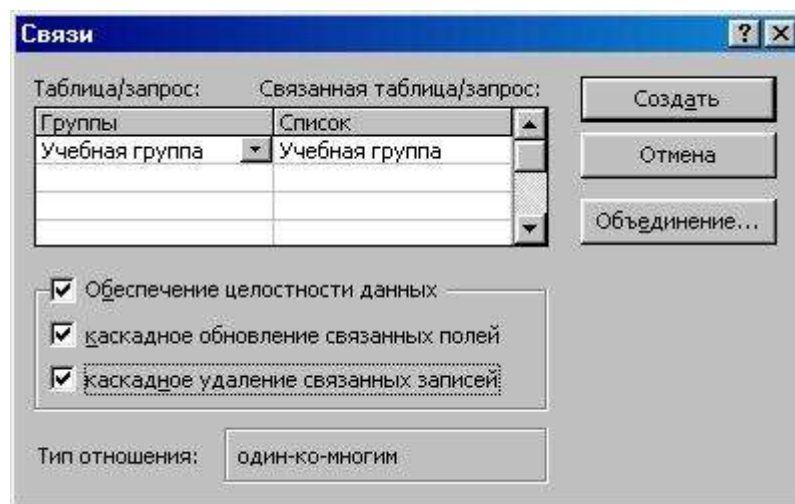 Связи
Таблица/запрос: Связанная таблица/запрос:
Группы Список
Учебная группа Учебная группа
Создать
Отмена
Объединение...
Обеспечение целостности данных
каскадное обновление связанных полей
каскадное удаление связанных записей
Тип отношения: один-ко-многим